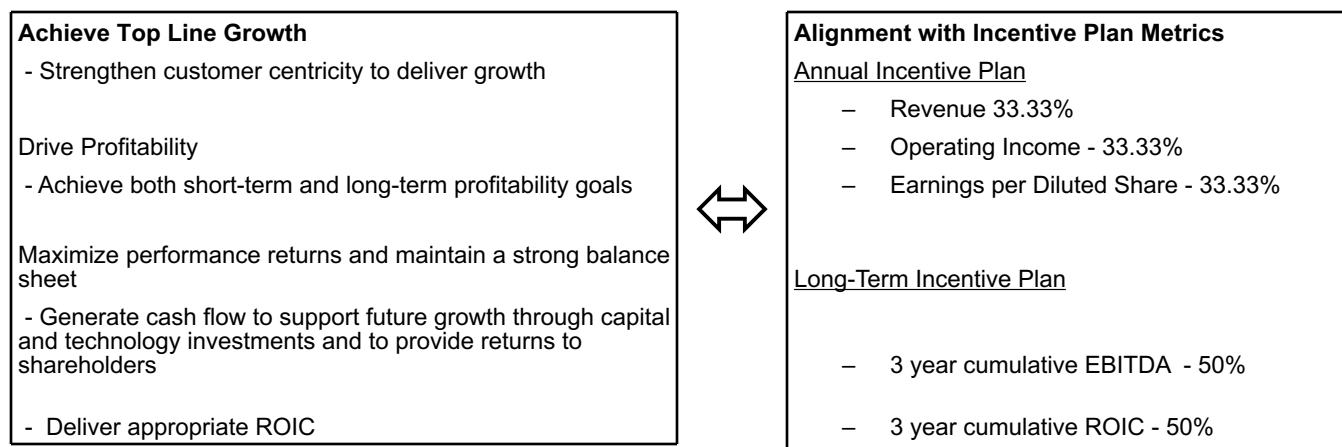 Achieve Top Line Growth
- Strengthen customer centricity to deliver growth
Drive Profitability
- Achieve both short-term and long-term profitability goals
Maximize performance returns and maintain a strong balance
sheet
- Generate cash flow to support future growth through capital
and technology investments and to provide returns to
shareholders
- Deliver appropriate ROIC
Alignment with Incentive Plan Metrics
Annual Incentive Plan
– Revenue 33.33%
– Operating Income - 33.33%
– Earnings per Diluted Share - 33.33%
Long-Term Incentive Plan
– 3 year cumulative EBITDA - 50%
– 3 year cumulative ROIC - 50%